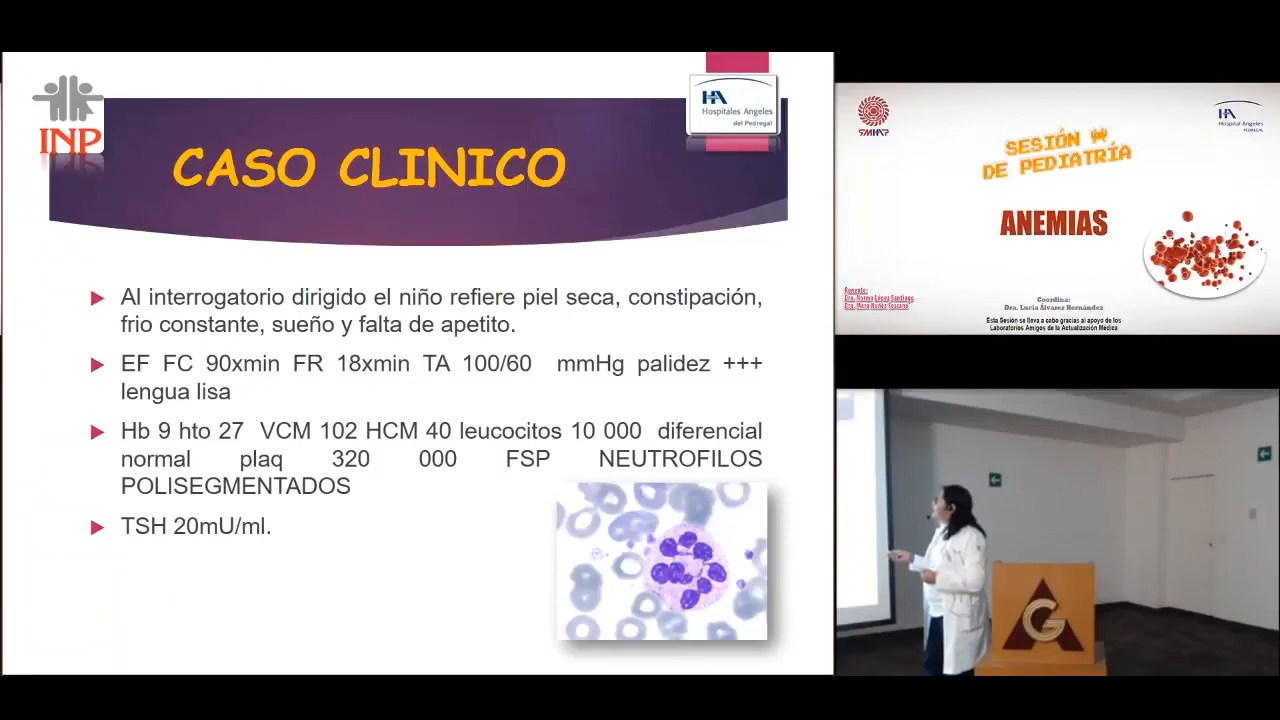 INP
HA
Hospitales Angeles
del Pedregal
CASO CLINICO
Al interrogatorio dirigido el niño refiere piel seca, constipación,
frio constante, sueño y falta de apetito.
EF FC 90xmin FR 18xmin TA 100/60 mmHg palidez +++
lengua lisa
Hb 9 hto 27 VCM 102 HCM 40 leucocitos 10 000 diferencial
normal plaq 320 000 FSP NEUTROFILOS
POLISEGMENTADOS
TSH 20mU/ml.
SMHAP
HA
Hospital Angeles
PEDREGAL
SESIÓN
DE PEDIATRÍA
ANEMIAS
Ponente:
Dra. Norma López Santiago
Dra. Mara Nuñez Toscano
Coordina:
Dra. Lucia Álvarez Hernández
Esta Sesión se lleva a cabo gracias al apoyo de los
Laboratorios Amigos de la Actualización Médica
AG